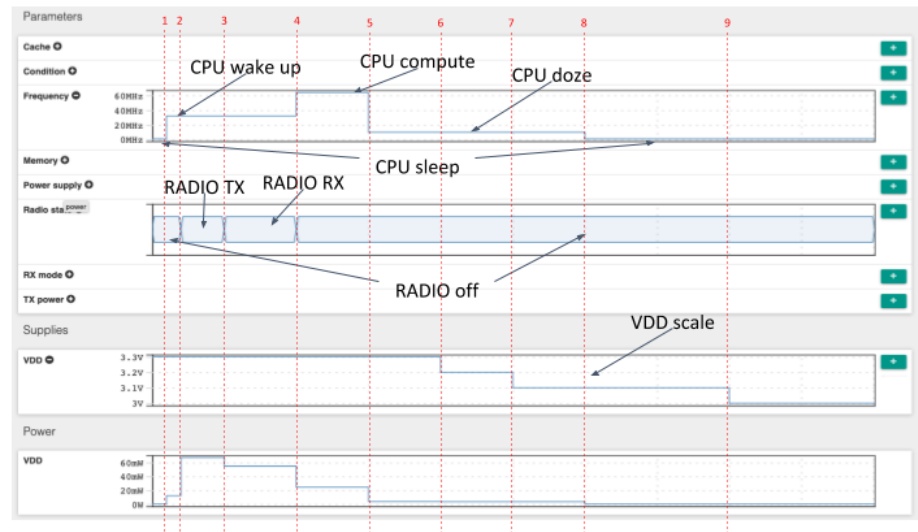 Parameters
1 2 3 4 5 6 7 8 9
Cache
Condition
CPU wake up
CPU compute
CPU doze
Frequency
60MHz
40MHz
20MHz
0MHz
CPU sleep
Memory
Power supply
RADIO TX
RADIO RX
Radio sta
power
RX mode
TX power
RADIO off
Supplies
VDD scale
VDD
3.3V
3.2V
3.1V
3V
Power
VDD
60mW
40mW
20mW
0W